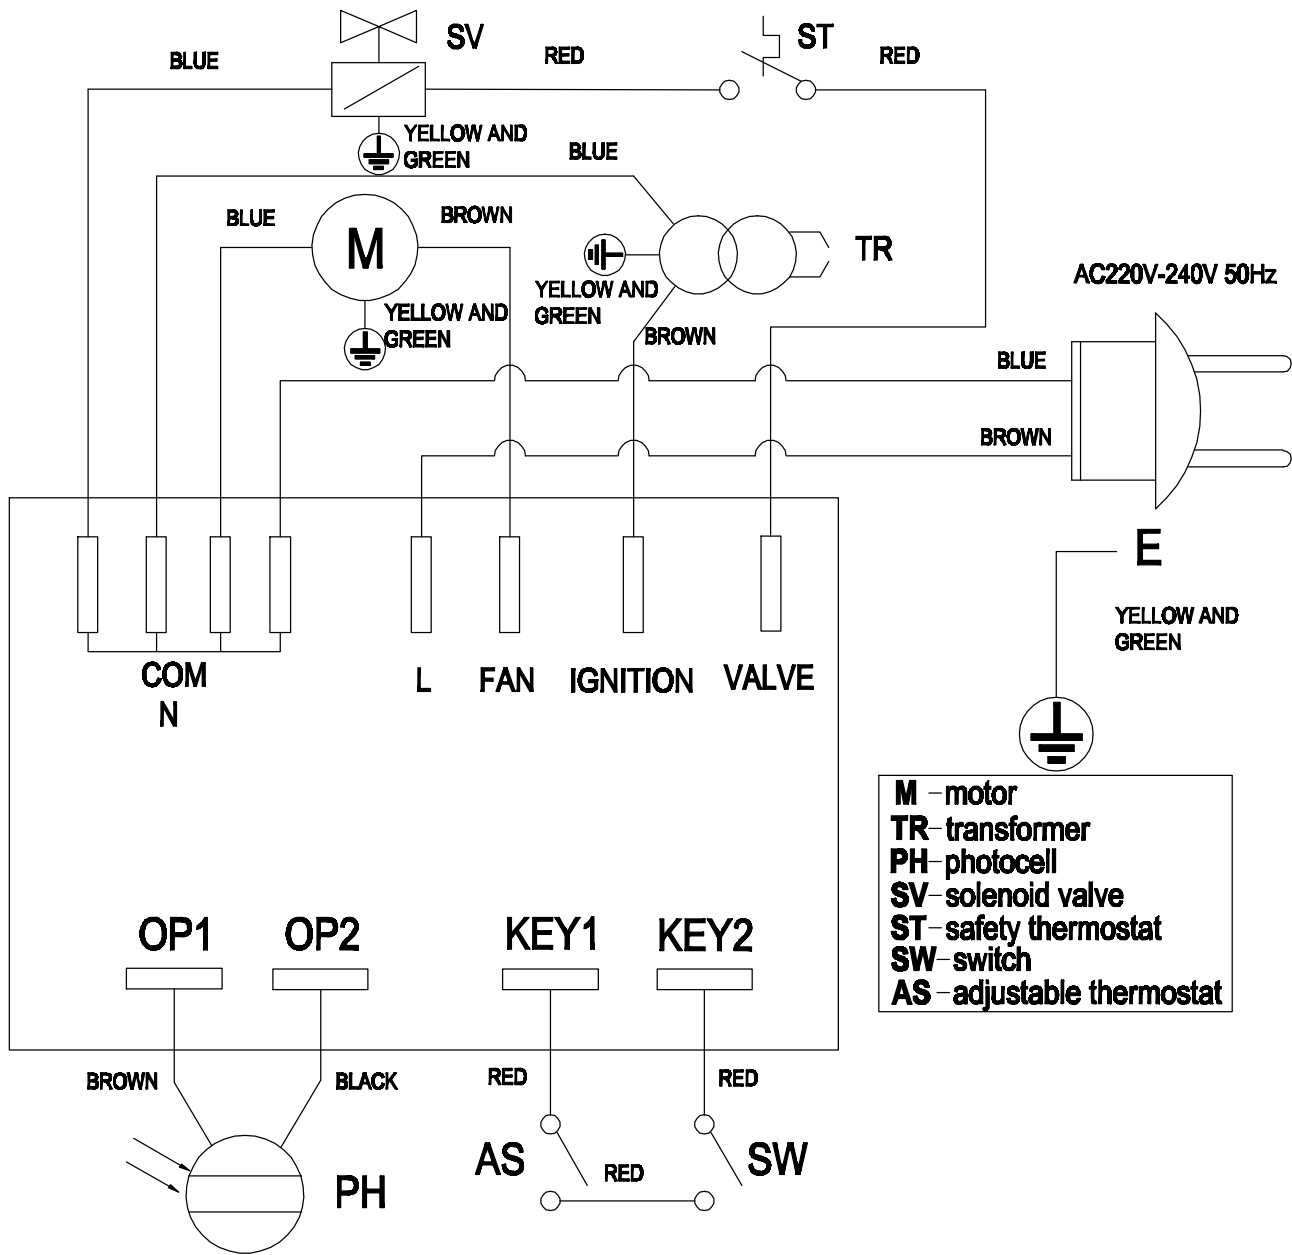 SV
ST
BLUE
RED
RED
YELLOW AND
GREEN
BLUE
BLUE
BROWN
M
TR
YELLOW AND
GREEN
YELLOW AND
GREEN
BROWN
AC220V-240V 50Hz
BLUE
BROWN
E
YELLOW AND
GREEN
COM
N
L
FAN
IGNITION
VALVE
M-motor
TR-transformer
PH-photocell
SV-solenoid valve
ST-safety thermostat
SW-switch
AS-adjustable thermostat
OP1
OP2
KEY1
KEY2
BROWN
BLACK
RED
RED
AS
RED
SW
PH